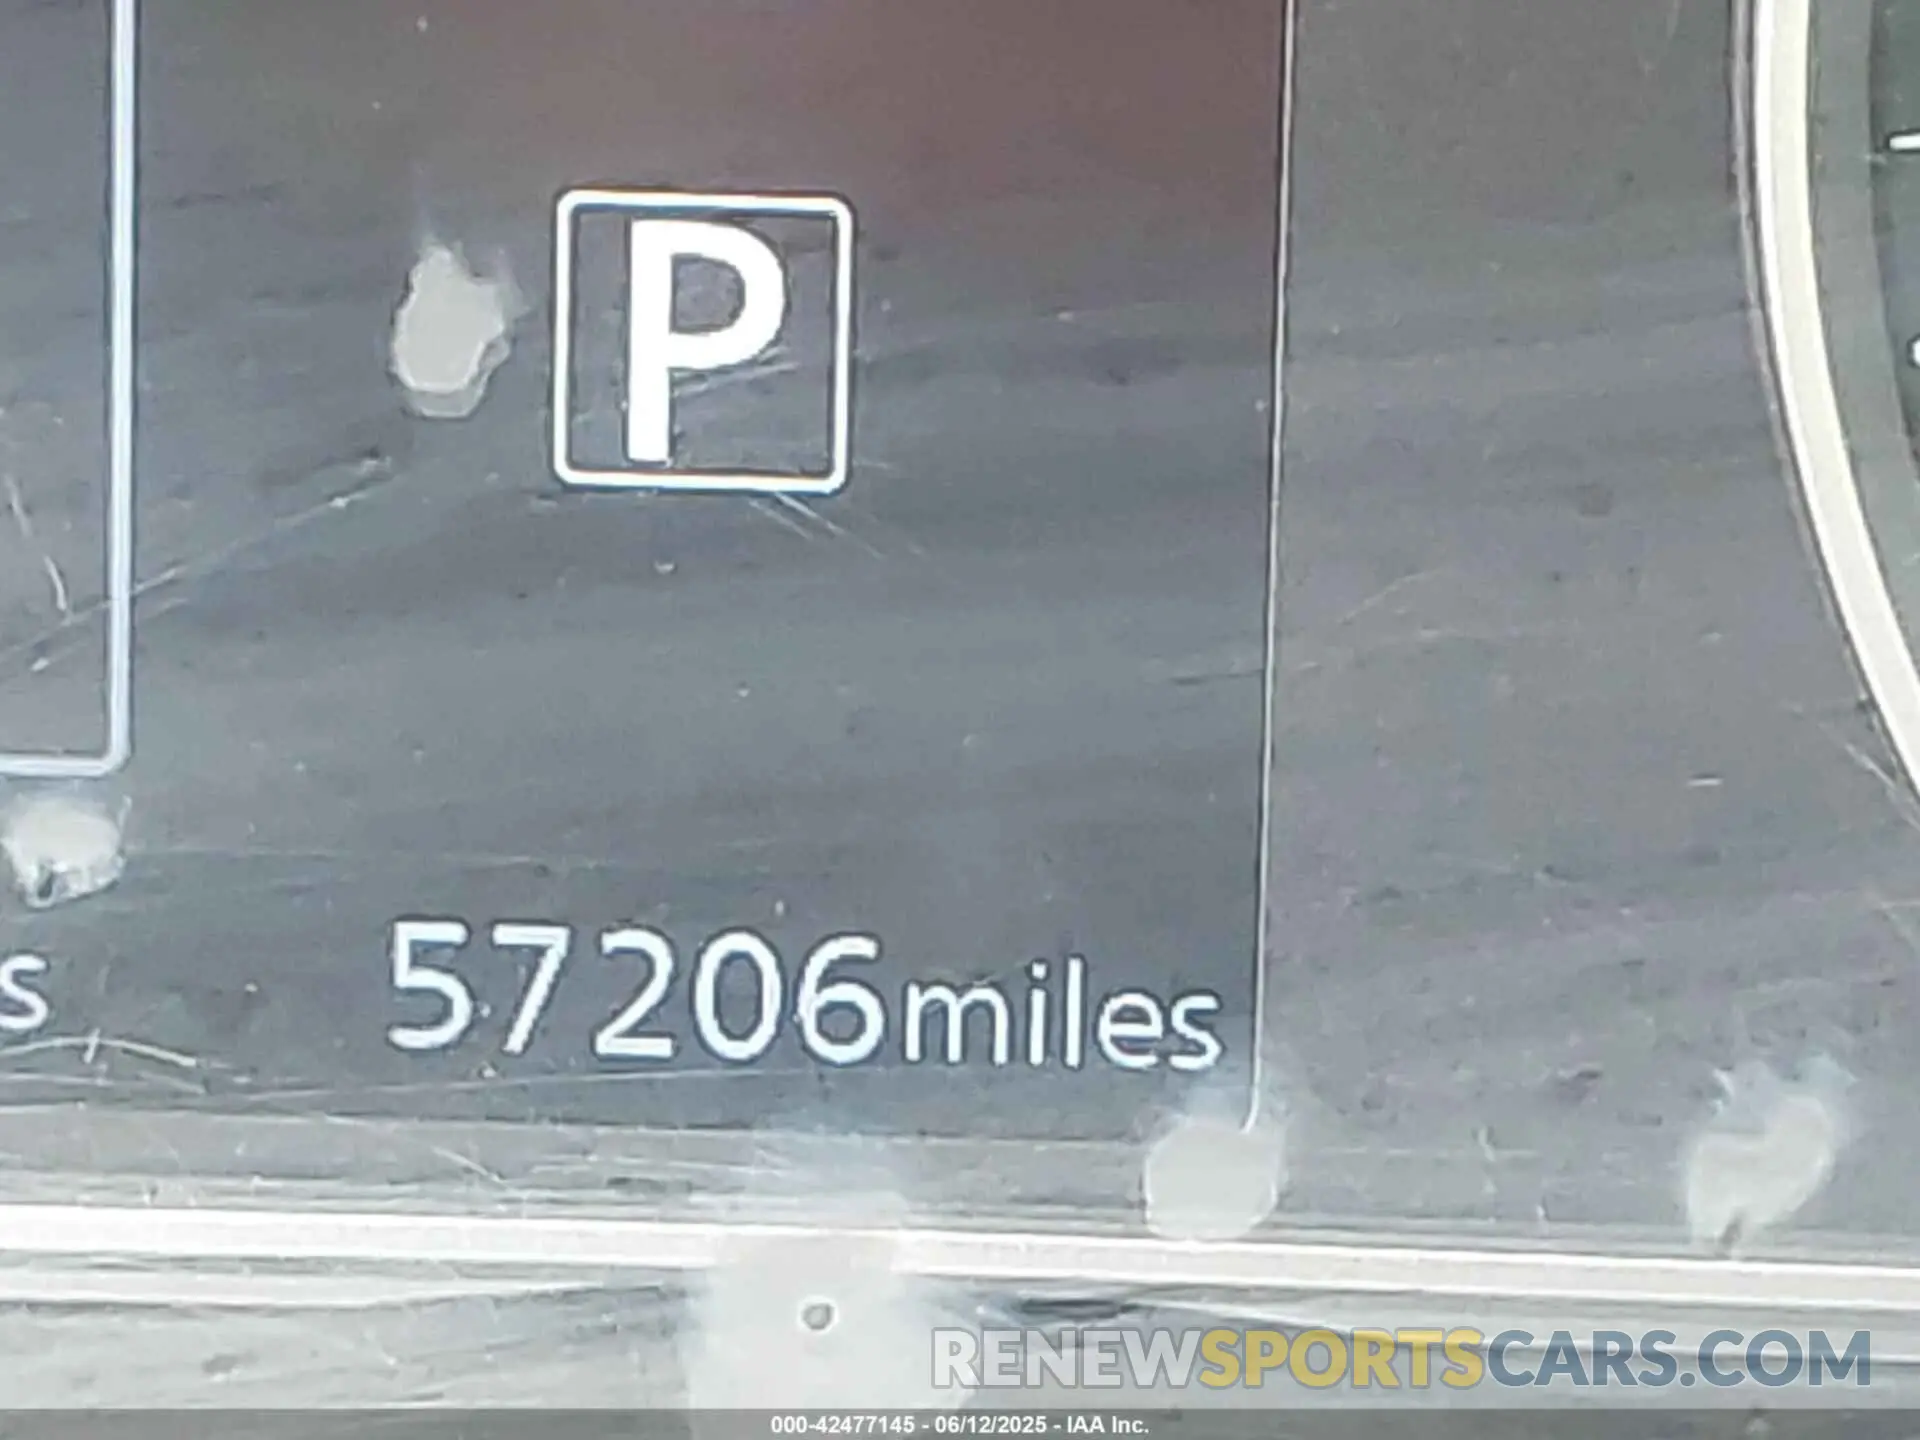 P
s
57206miles
RENEWSPORTSCARS.COM
000-42477145 - 06/12/2025 - IAA Inc.